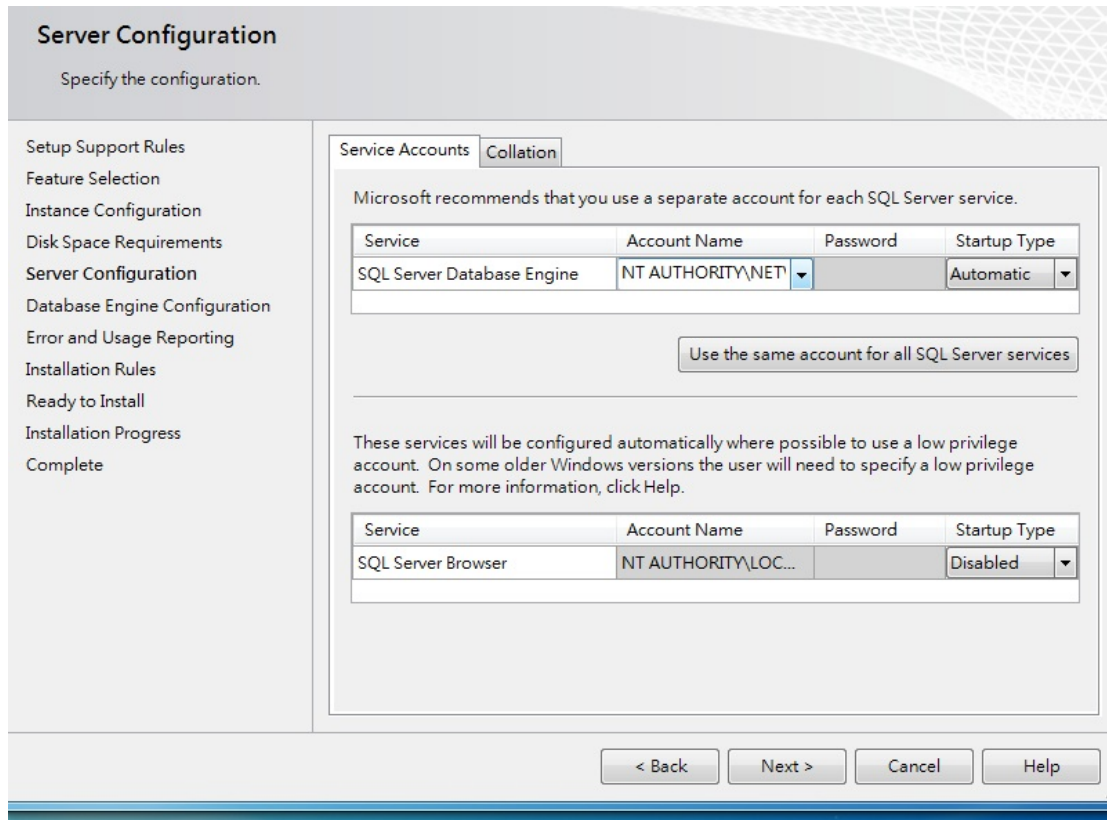 Server Configuration
Specify the configuration.
Setup Support Rules
Feature Selection
Instance Configuration
Disk Space Requirements
Server Configuration
Database Engine Configuration
Error and Usage Reporting
Installation Rules
Ready to Install
Installation Progress
Complete
Service Accounts Collation
Microsoft recommends that you use a separate account for each SQL Server service.
Service Account Name Password Startup Type
SQL Server Database Engine NT AUTHORITY\NET Automatic
Use the same account for all SQL Server services
These services will be configured automatically where possible to use a low privilege
account. On some older Windows versions the user will need to specify a low privilege
account. For more information, click Help.
Service Account Name Password Startup Type
SQL Server Browser NT AUTHORITY\LOC... Disabled
< Back Next > Cancel Help